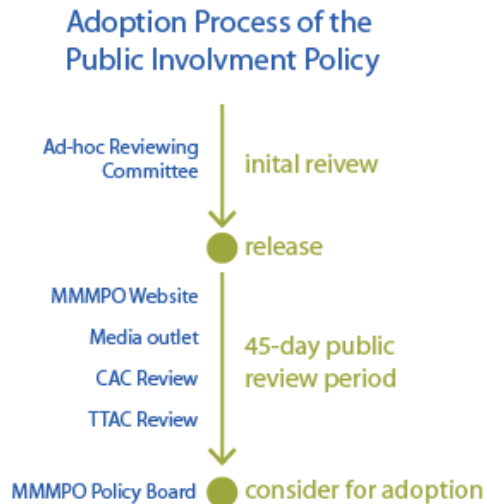 Adoption Process of the
Public Involvment Policy
Ad-hoc Reviewing
Committee
inital reivew
release
MMMPO Website
Media outlet
CAC Review
TTAC Review
45-day public
review period
MMMPO Policy Board
consider for adoption